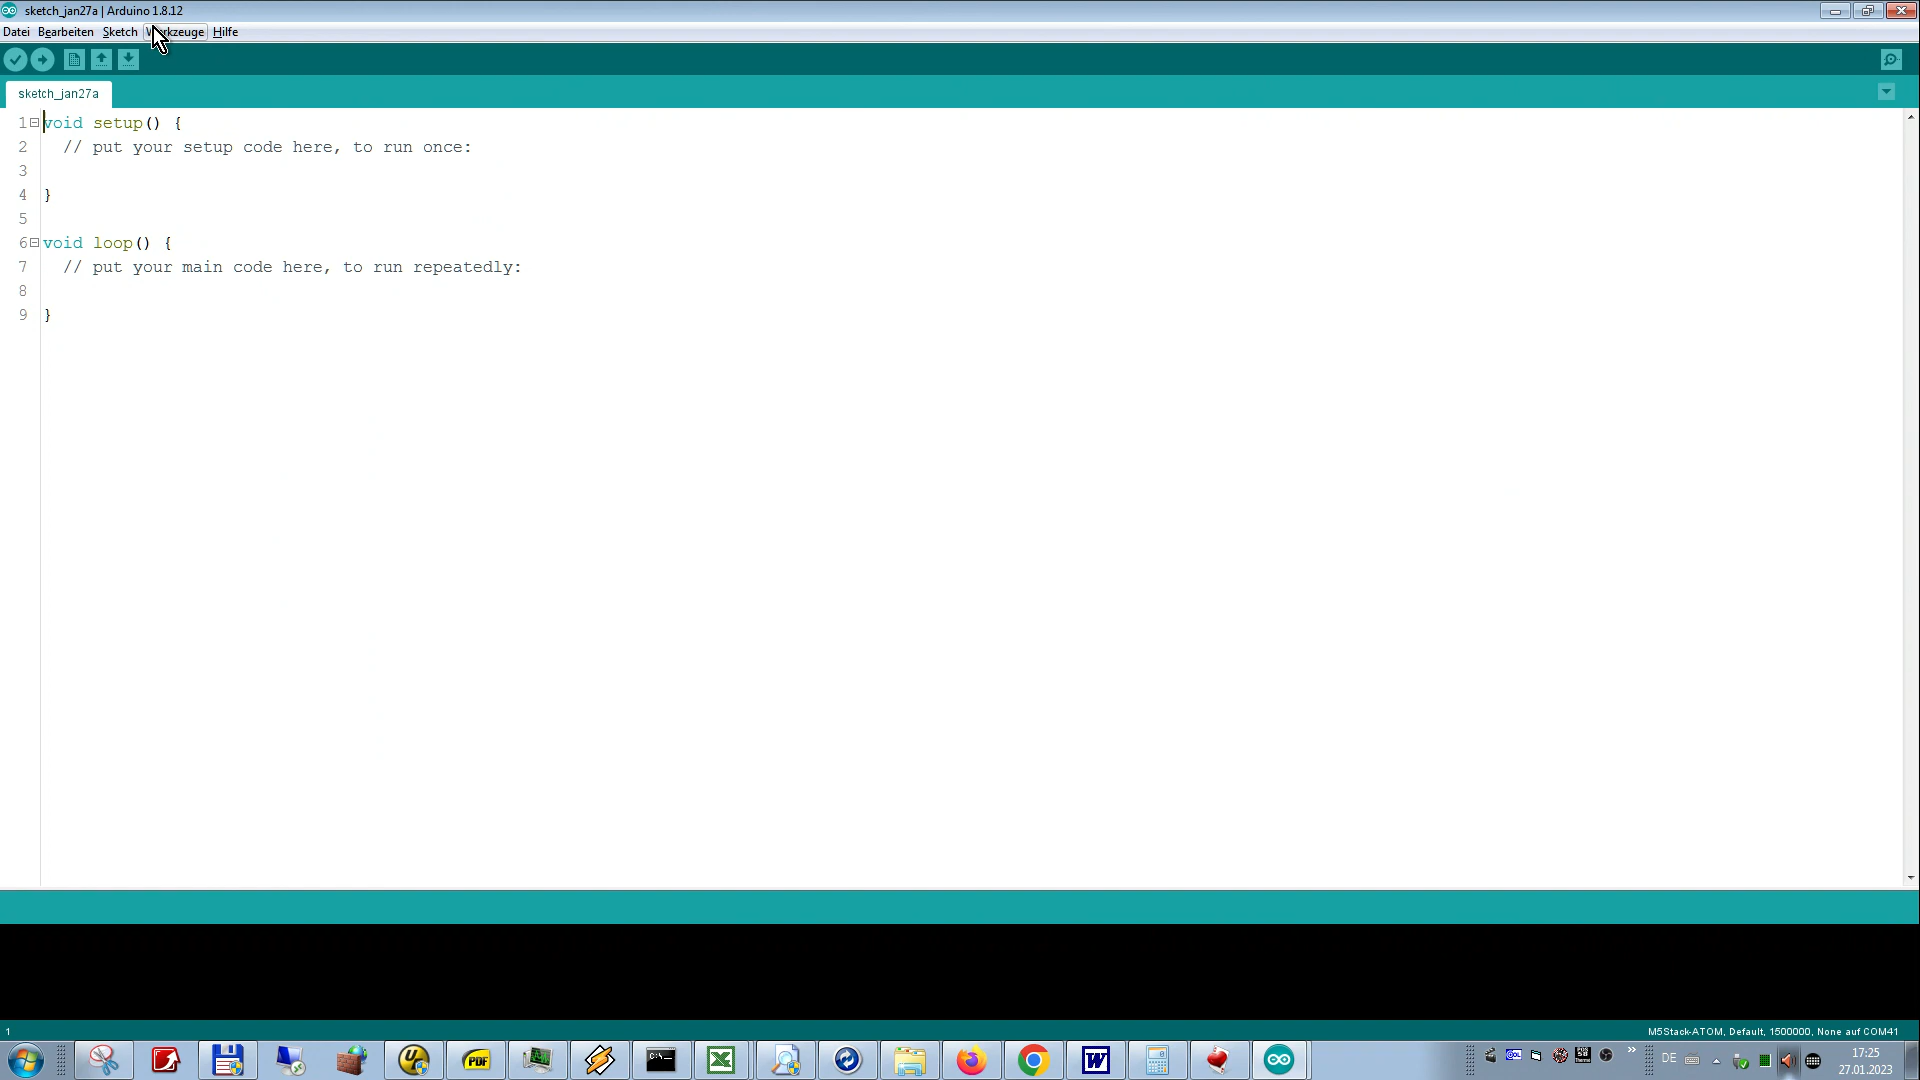 sketch_jan27a | Arduino 1.8.12
Datei Bearbeiten Sketch Hilfe
sketch_jan27a
1 void setup() {
2 // put your setup code here, to run once:
3
4 }
5
6 void loop() {
7 // put your main code here, to run repeatedly:
8
9 }
1
M5Stack-ATOM, Default, 1500000, None auf COM41
PDF
C:\_
W
DE
17:25
27.01.2023